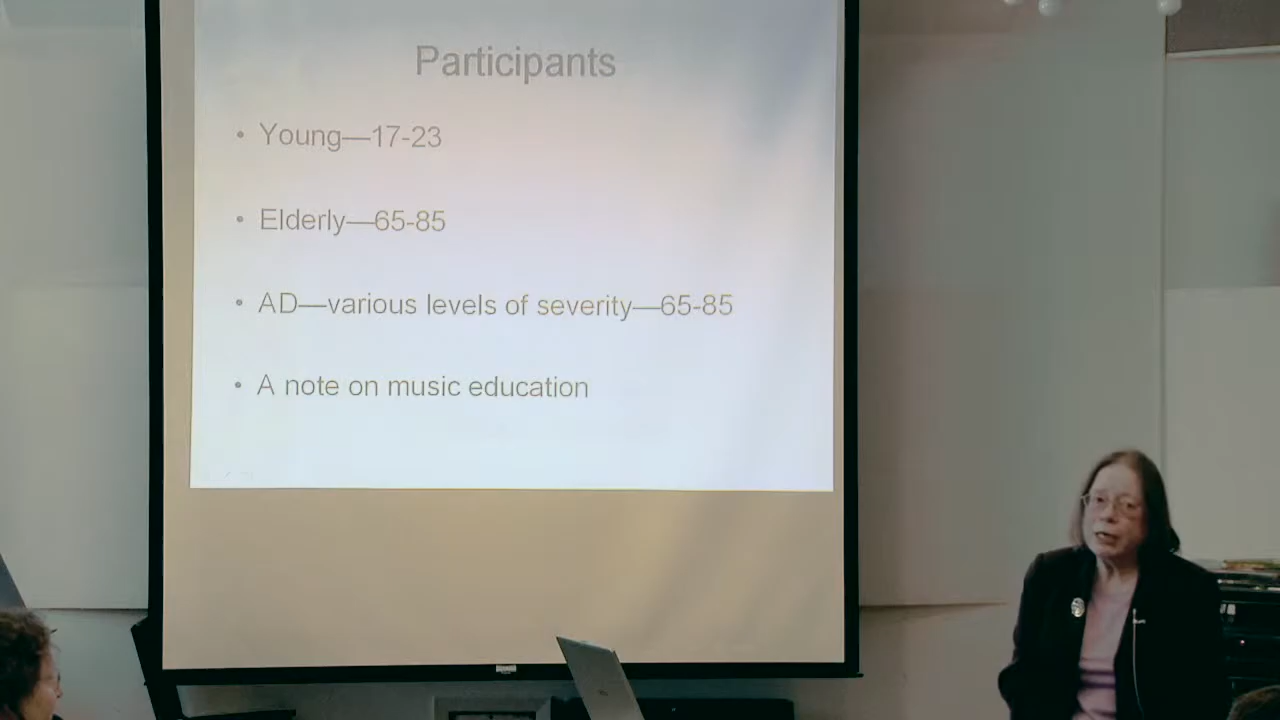 Participants
• Young—17-23
• Elderly—65-85
• AD—various levels of severity—65-85
• A note on music education